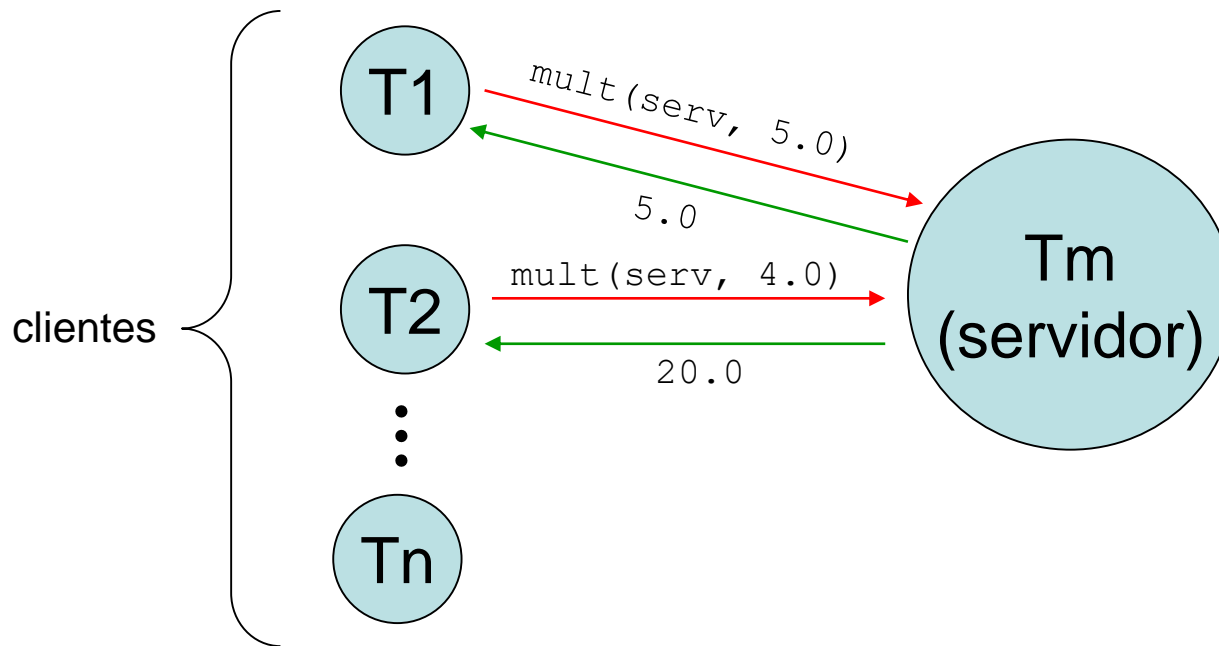 T1
mult(serv, 5.0)
5.0
T2
mult(serv, 4.0)
20.0
Tm
(servidor)
clientes
Tn